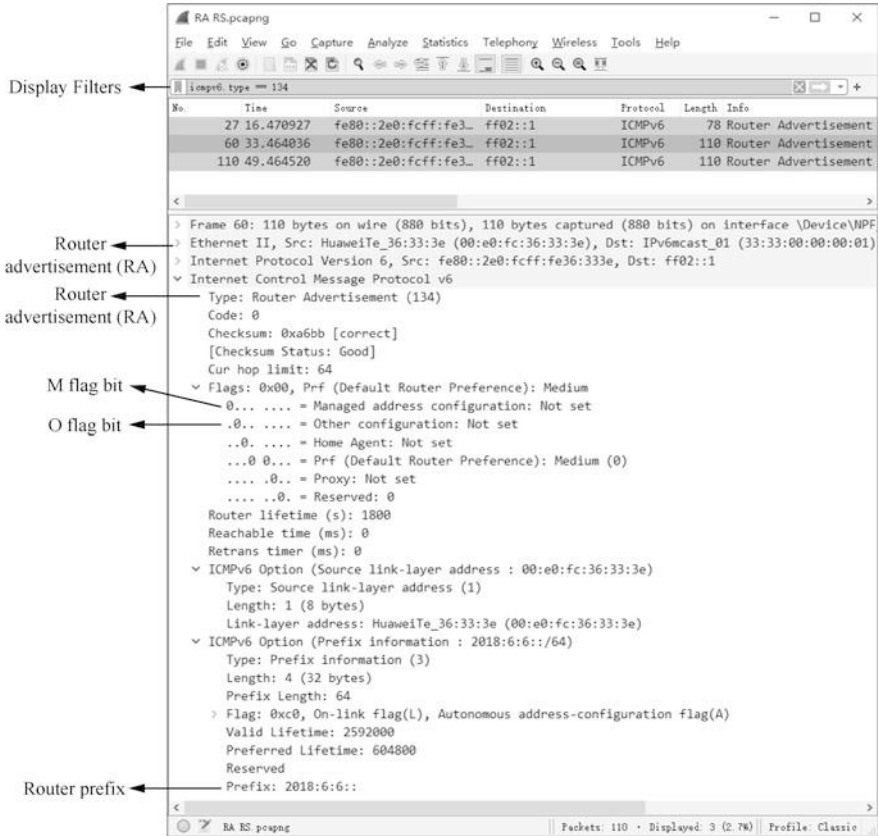 RA RS.pcapng
File Edit View Go Capture Analyze Statistics Telephony Wireless Tools Help
Display Filters
icmpv6.type == 134
No. Time Source Destination Protocol Length Info
27 16.470927 fe80::2e0:fcff:fe3… ff02::1 ICMPv6 78 Router Advertisement
60 33.464036 fe80::2e0:fcff:fe3… ff02::1 ICMPv6 110 Router Advertisement
110 49.464520 fe80::2e0:fcff:fe3… ff02::1 ICMPv6 110 Router Advertisement
Frame 60: 110 bytes on wire (880 bits), 110 bytes captured (880 bits) on interface \Device\NPF
Router advertisement (RA)
Ethernet II, Src: HuaweiTe_36:33:3e (00:e0:fc:36:33:3e), Dst: IPv6mcast_01 (33:33:00:00:00:01)
Internet Protocol Version 6, Src: fe80::2e0:fcff:fe36:333e, Dst: ff02::1
Internet Control Message Protocol v6
Router advertisement (RA)
Type: Router Advertisement (134)
Code: 0
Checksum: 0xa6bb [correct]
[Checksum Status: Good]
Cur hop limit: 64
Flags: 0x00, Prf (Default Router Preference): Medium
M flag bit
0... .... = Managed address configuration: Not set
O flag bit
.0.. .... = Other configuration: Not set
..0. .... = Home Agent: Not set
...0 0... = Prf (Default Router Preference): Medium (0)
.... .0.. = Proxy: Not set
.... ..0. = Reserved: 0
Router lifetime (s): 1800
Reachable time (ms): 0
Retrans timer (ms): 0
ICMPv6 Option (Source link-layer address : 00:e0:fc:36:33:3e)
Type: Source link-layer address (1)
Length: 1 (8 bytes)
Link-layer address: HuaweiTe_36:33:3e (00:e0:fc:36:33:3e)
ICMPv6 Option (Prefix information : 2018:6:6::/64)
Type: Prefix information (3)
Length: 4 (32 bytes)
Prefix Length: 64
Flag: 0xc0, On-link flag(L), Autonomous address-configuration flag(A)
Valid Lifetime: 2592000
Preferred Lifetime: 604800
Reserved
Router prefix
Prefix: 2018:6:6::
RA RS.pcapng Packets: 110 · Displayed: 3 (2.7%) Profile: Classic